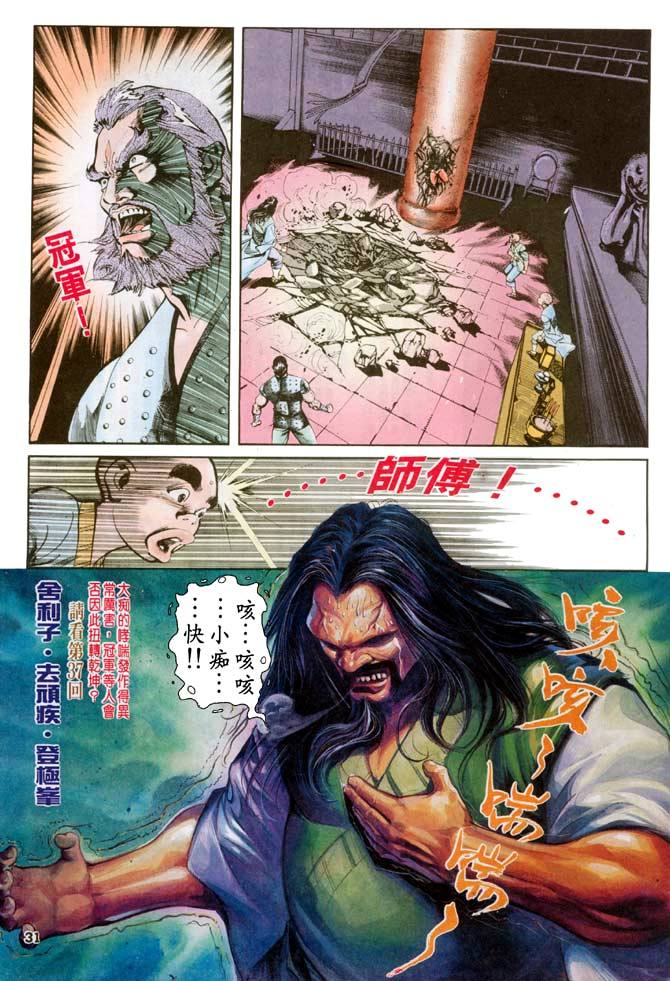 冠軍！
……師傅！……
咳…咳咳
…小痴…
…快!!
咳咳～喘喘～
大痴的哮喘發作得異
常厲害，冠軍等人會
否因此扭轉乾坤？
請看第37回
舍利子・去頑疾・登極峯
31